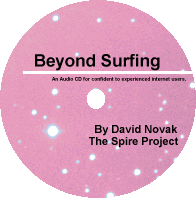 Beyond Surfing
An Audio CD for confident to experienced internet users.
By David Novak
The Spire Project